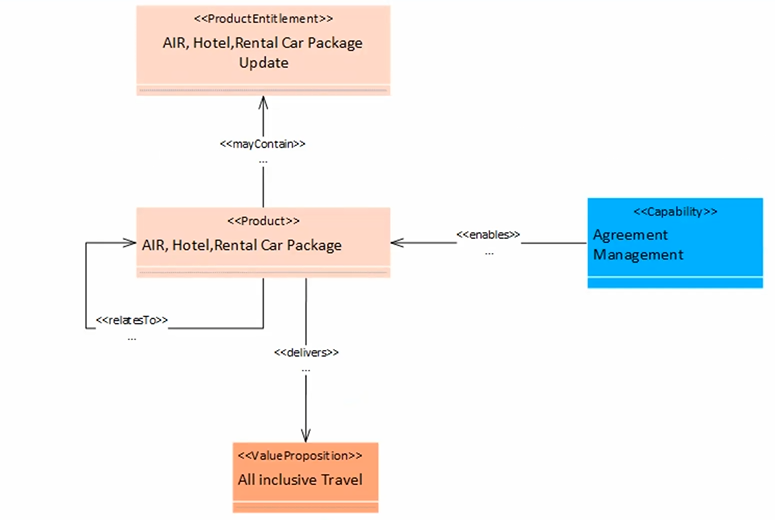 <<ProductEntitlement>>
AIR, Hotel,Rental Car Package
Update
<<mayContain>>
...
<<Product>>
AIR, Hotel,Rental Car Package
<<enables>>
...
<<Capability>>
Agreement
Management
<<relatesTo>>
...
<<delivers>>
...
<<ValueProposition>>
All inclusive Travel